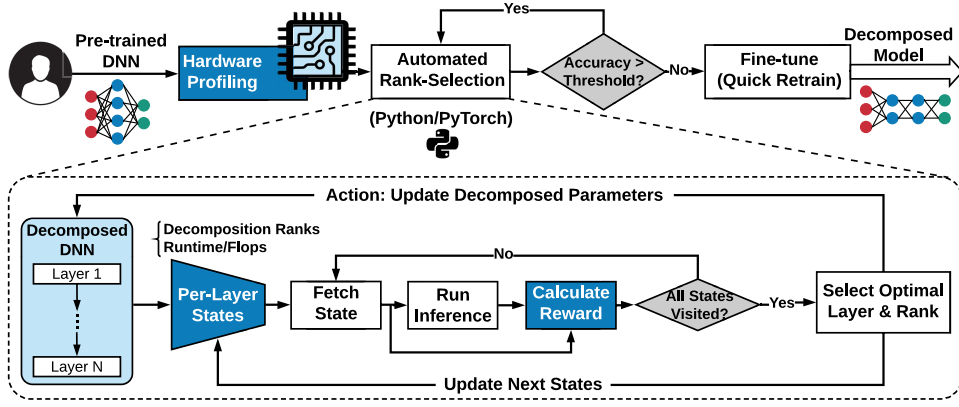 Yes
Pre-trained
DNN
Hardware
Profiling
Automated
Rank-Selection
(Python/PyTorch)
Accuracy >
Threshold?
No
Fine-tune
(Quick Retrain)
Decomposed
Model
Action: Update Decomposed Parameters
Decomposed
DNN
Layer 1
Layer N
Decomposition Ranks
Runtime/Flops
Per-Layer
States
Fetch
State
Run
Inference
Calculate
Reward
No
All States
Visited?
Yes
Select Optimal
Layer & Rank
Update Next States